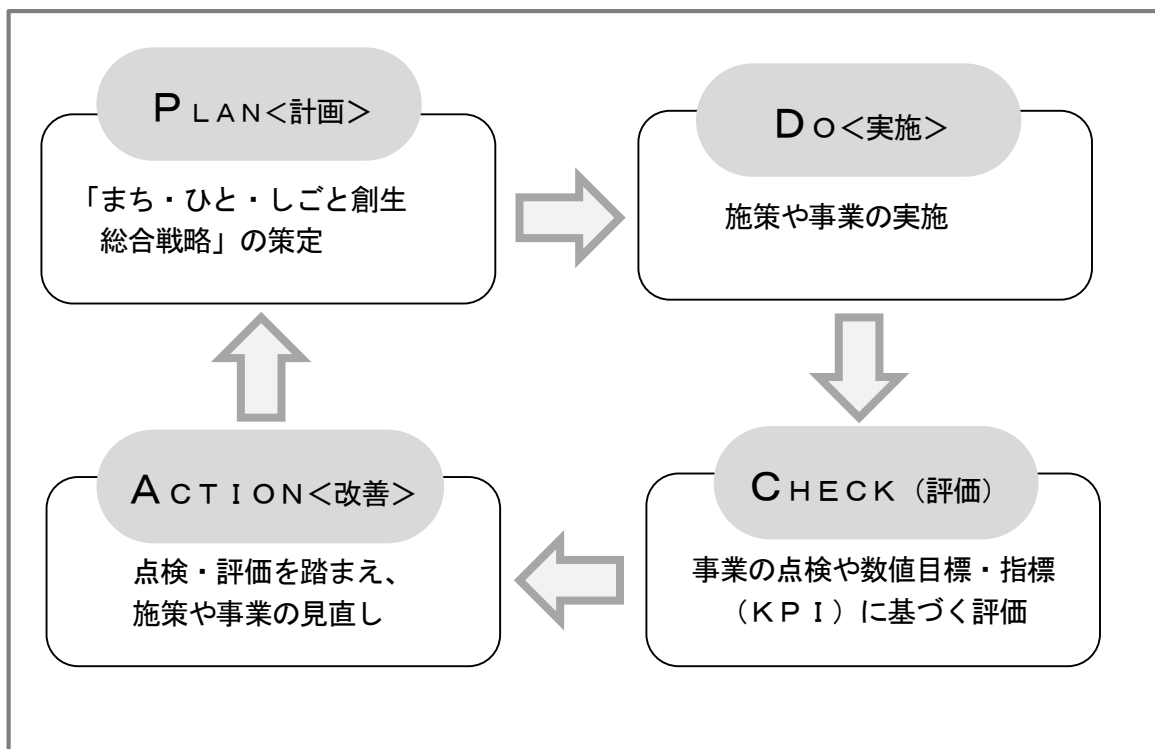 PLAN<計画>
「まち・ひと・しごと創生
総合戦略」の策定
DO<実施>
施策や事業の実施
CHECK(評価)
事業の点検や数値目標・指標
(KPI)に基づく評価
ACTION<改善>
点検・評価を踏まえ、
施策や事業の見直し